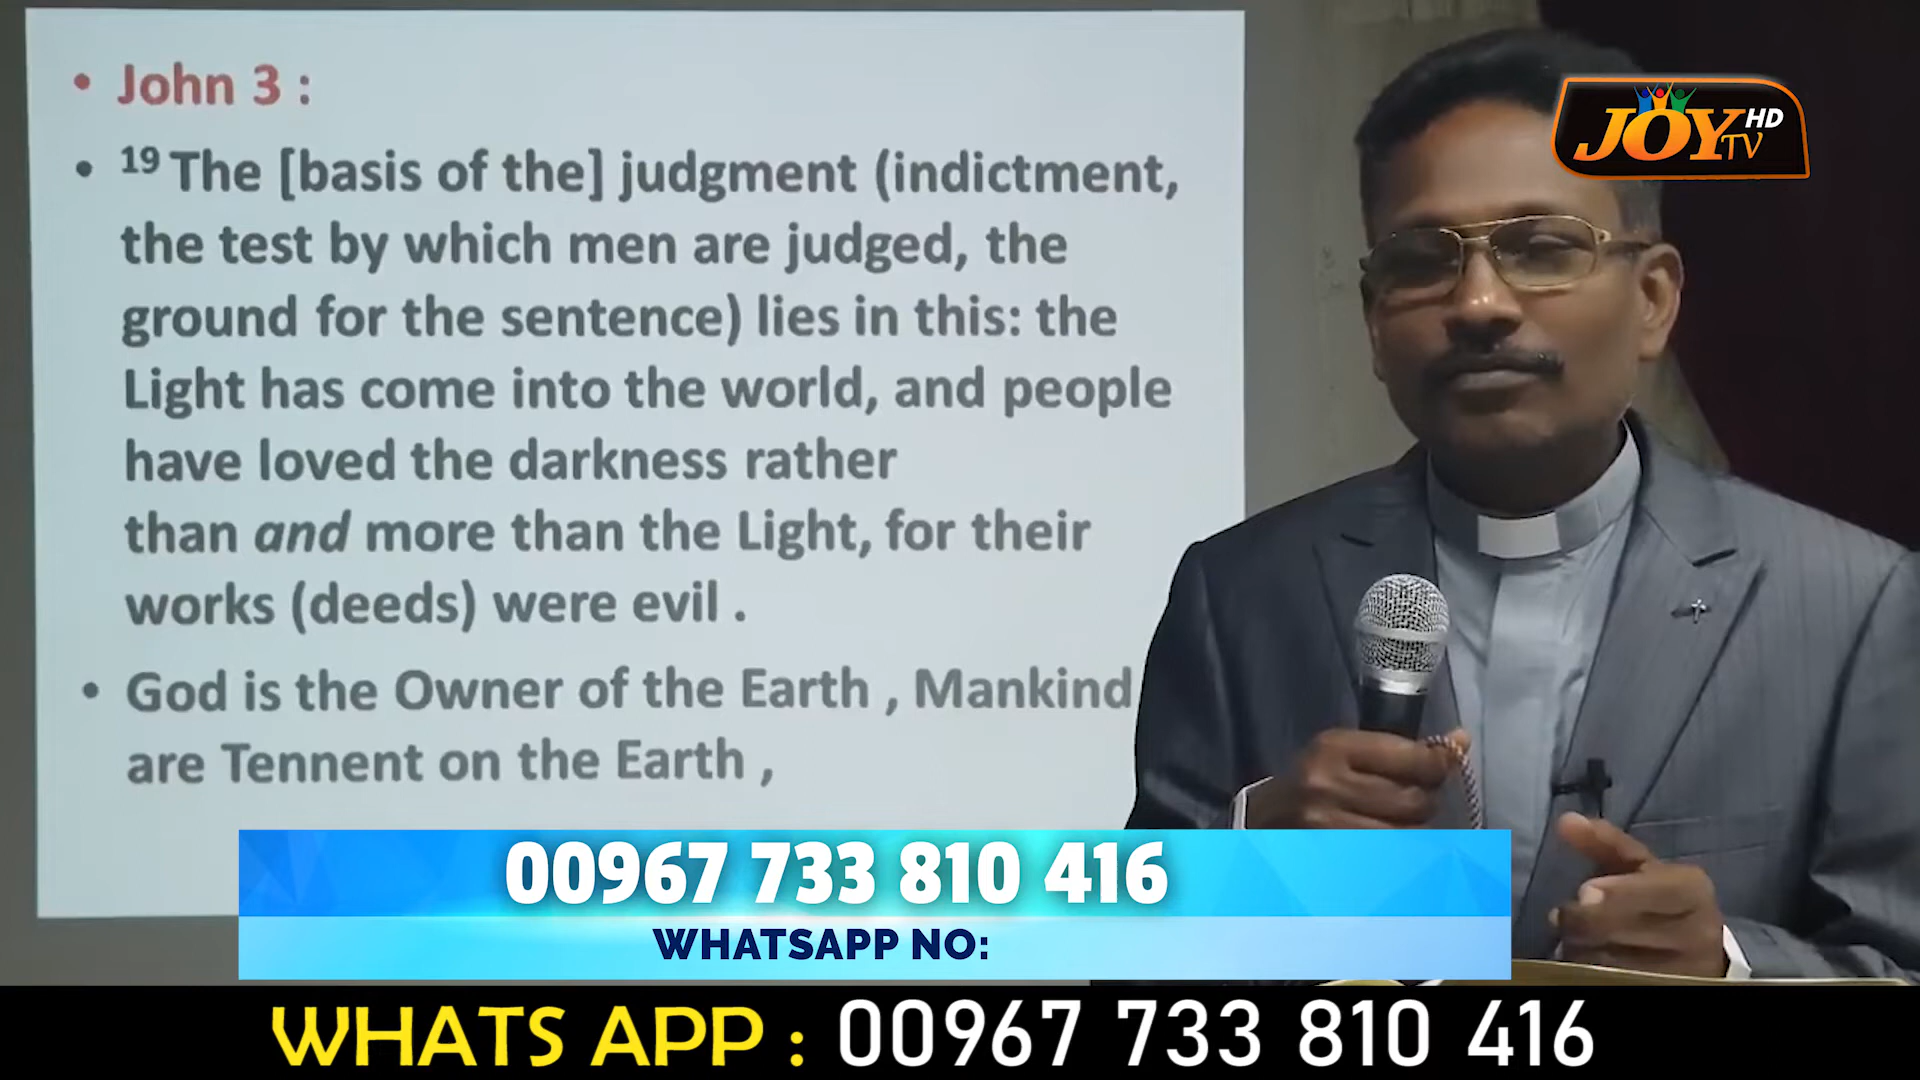 • John 3 :
• 19 The [basis of the] judgment (indictment,
the test by which men are judged, the
ground for the sentence) lies in this: the
Light has come into the world, and people
have loved the darkness rather
than and more than the Light, for their
works (deeds) were evil .
• God is the Owner of the Earth , Mankind
are Tennent on the Earth ,
JOY TV HD
00967 733 810 416
WHATSAPP NO:
WHATS APP : 00967 733 810 416